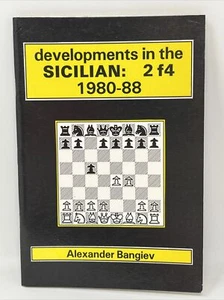 developments in the
SICILIAN: 2 f4
1980-88
Alexander Bangiev